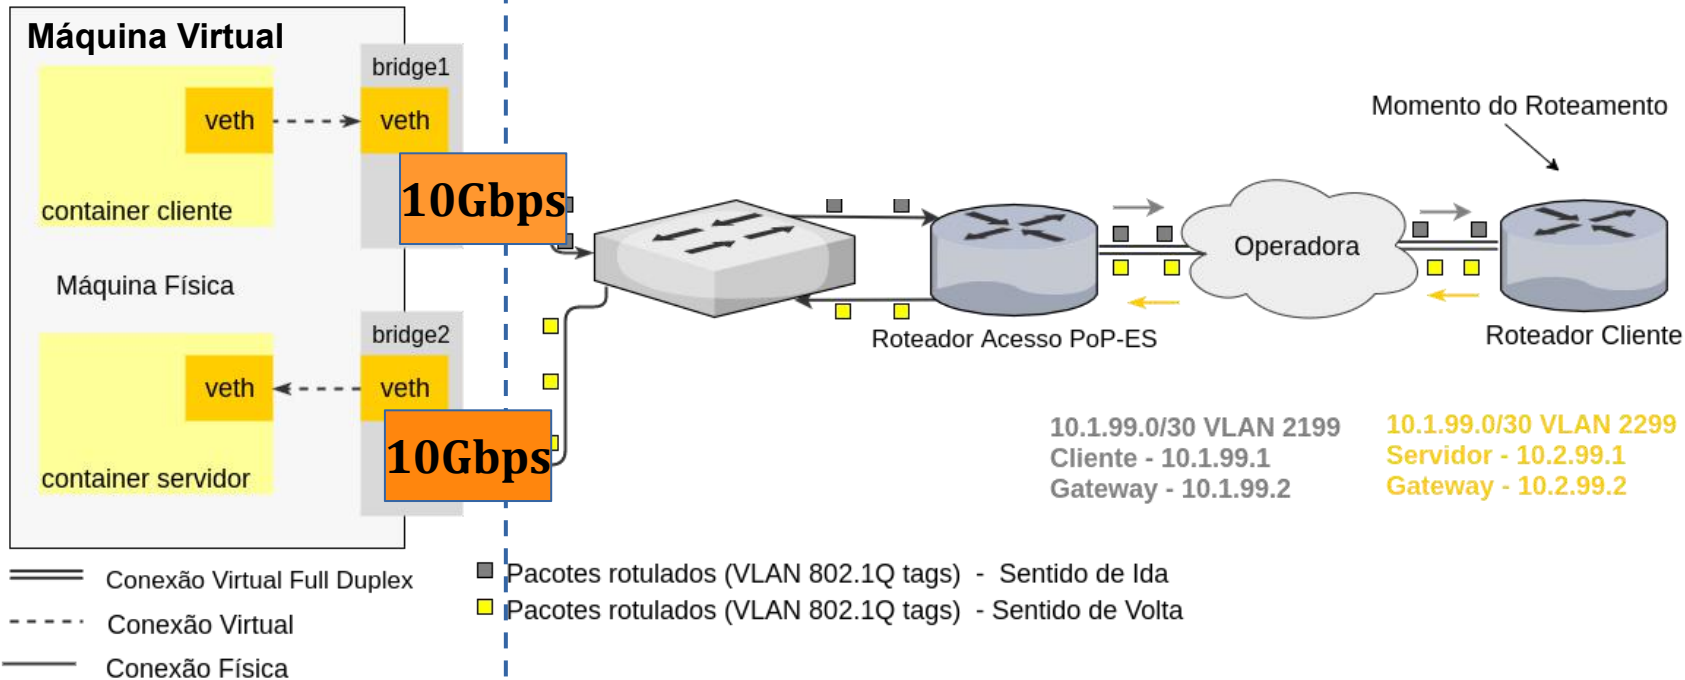 Máquina Virtual
bridge1
veth
veth
container cliente
10Gbps
Máquina Física
bridge2
veth
veth
container servidor
10Gbps
Momento do Roteamento
Operadora
Roteador Acesso PoP-ES
Roteador Cliente
10.1.99.0/30 VLAN 2199
Cliente - 10.1.99.1
Gateway - 10.1.99.2
10.1.99.0/30 VLAN 2299
Servidor - 10.2.99.1
Gateway - 10.2.99.2
Conexão Virtual Full Duplex
Conexão Virtual
Conexão Física
Pacotes rotulados (VLAN 802.1Q tags) - Sentido de Ida
Pacotes rotulados (VLAN 802.1Q tags) - Sentido de Volta